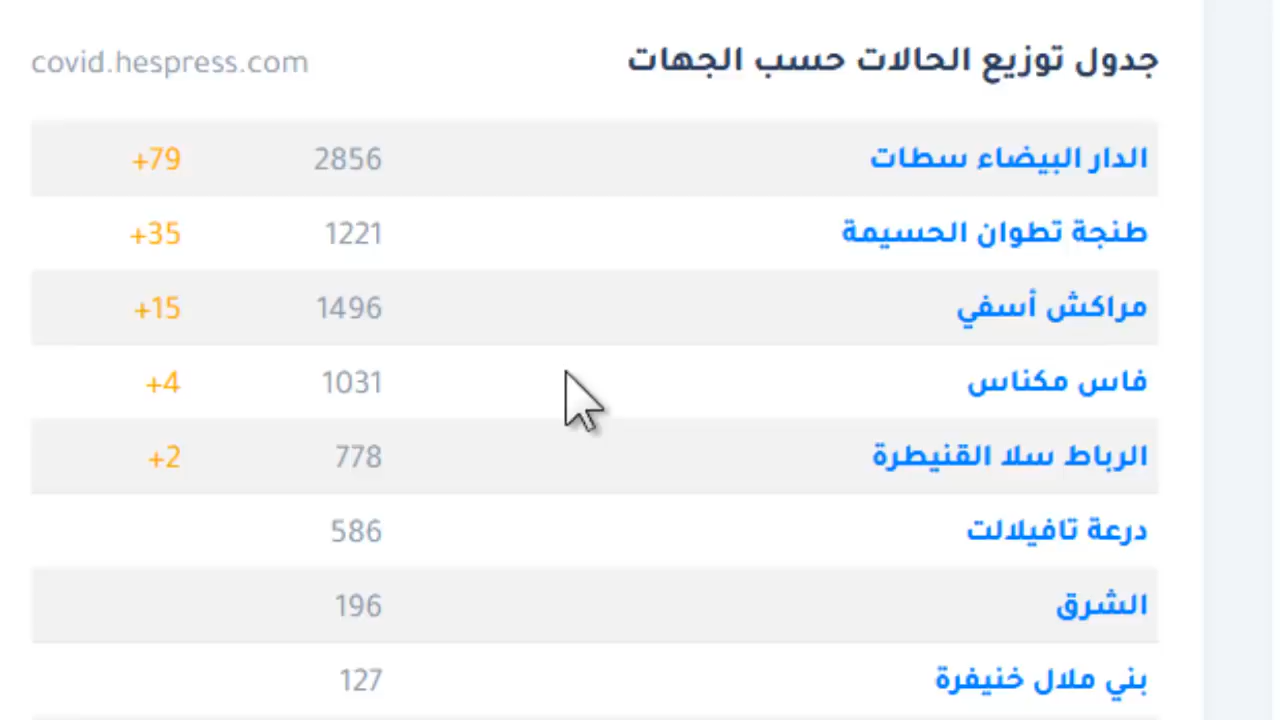 جدول توزيع الحالات حسب الجهات covid.hespress.com
الدار البيضاء سطات 2856 +79
طنجة تطوان الحسيمة 1221 +35
مراكش أسفي 1496 +15
فاس مكناس 1031 +4
الرباط سلا القنيطرة 778 +2
درعة تافيلالت 586
الشرق 196
بني ملال خنيفرة 127